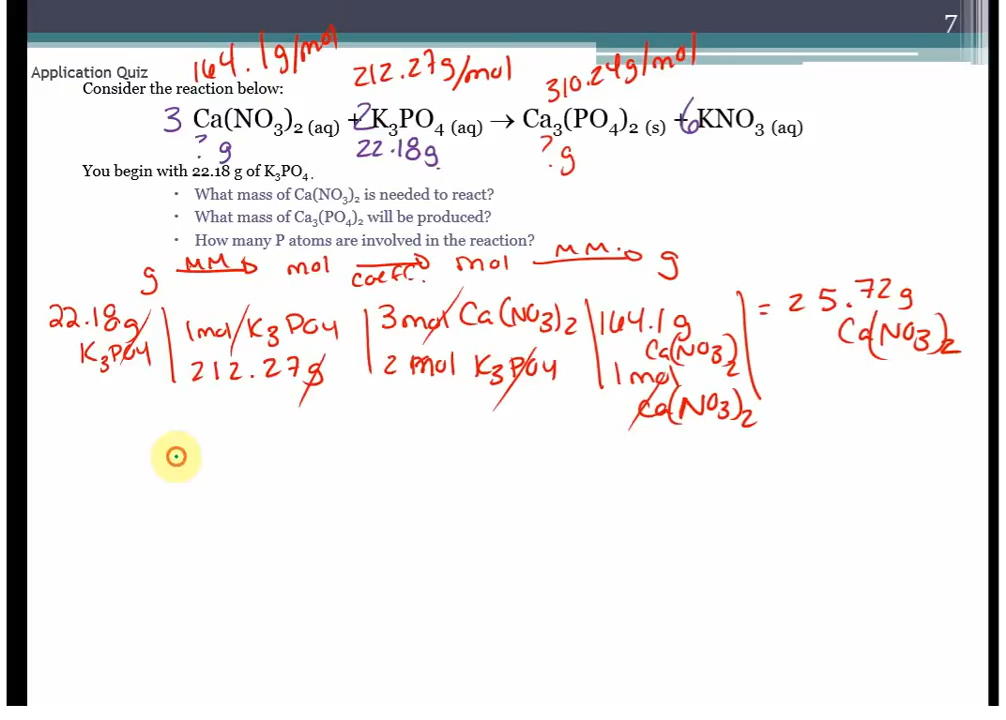 7
164.1g/mol 212.27g/mol 310.24g/mol
Application Quiz
Consider the reaction below:
3 Ca(NO3)2 (aq) + 2 K3PO4 (aq) → Ca3(PO4)2 (s) + 6 KNO3 (aq)
? g 22.18g ? g
You begin with 22.18 g of K3PO4.
• What mass of Ca(NO3)2 is needed to react?
• What mass of Ca3(PO4)2 will be produced?
• How many P atoms are involved in the reaction?
g MM → mol coeff. → mol MM → g
22.18g | 1mol K3PO4 | 3mol Ca(NO3)2 | 164.1g | = 25.72g
K3PO4 | 212.27g | 2 mol K3PO4 | Ca(NO3)2 | Ca(NO3)2
1 mol
Ca(NO3)2